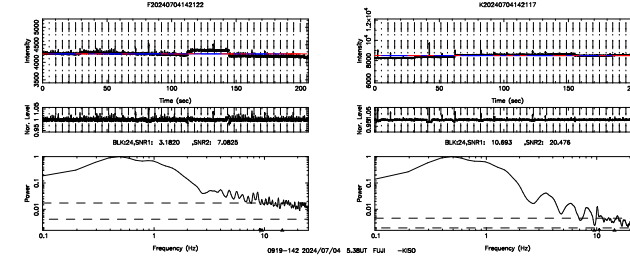 F20240704142122
K20240704142117
Intensity
3500 4000 4500 5000
0 50 100 150 200
Time (sec)
Intensity
6000 8000 10⁴ 1.2×10⁴
0 50 100 150
Time (sec)
Nor. Level
0.95 1.05
Nor. Level
0.95 1.05
BLK:24,SNR1: 3.1820 ,SNR2: 7.0825
BLK:24,SNR1: 10.693 ,SNR2: 20.476
Power
1
0.1
0.01
0.1 1 10
Frequency (Hz)
Power
1
0.1
0.01
0.1 1 10
Frequency (Hz)
0919-142 2024/07/04 5.38UT FUJI -KISO